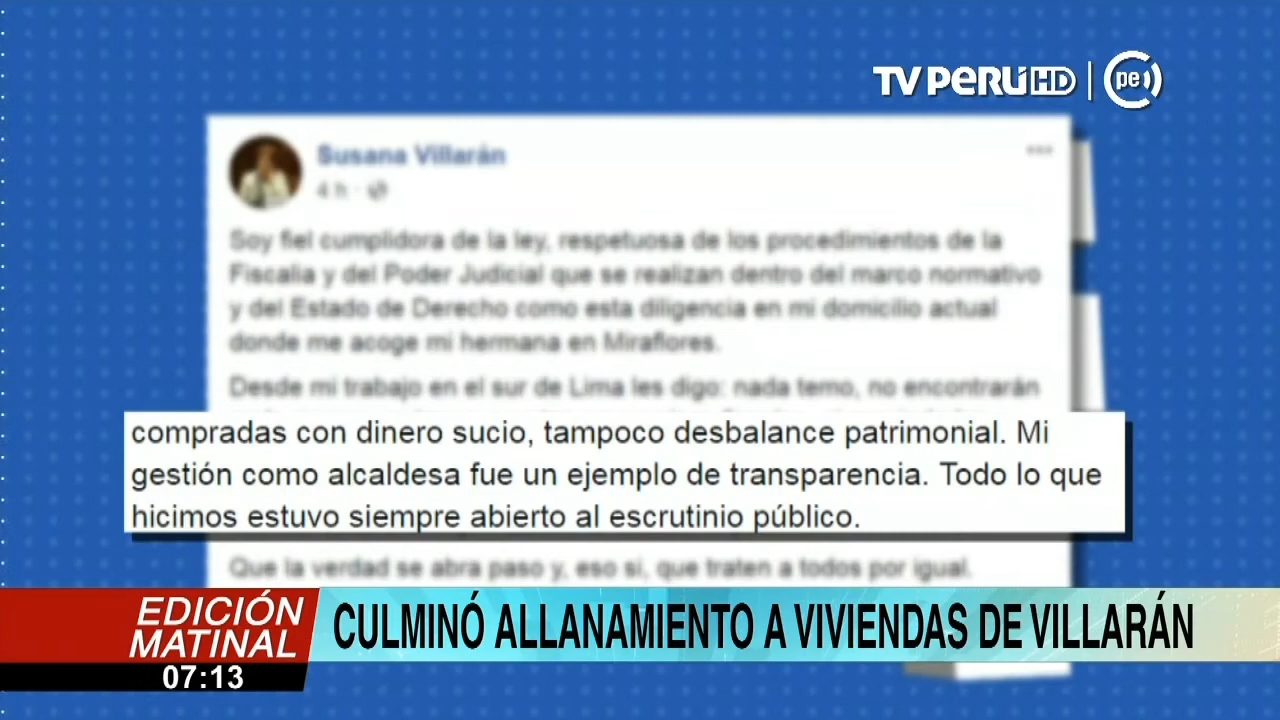 TVPERÚHD
pe
Susana Villarán
4 h
Soy fiel cumplidora de la ley, respetuosa de los procedimientos de la
Fiscalia y del Poder Judicial que se realizan dentro del marco normativo
y del Estado de Derecho como esta diligencia en mi domicilio actual
donde me acoge mi hermana en Miraflores.
Desde mi trabajo en el sur de Lima les digo: nada temo, no encontrarán
compradas con dinero sucio, tampoco desbalance patrimonial. Mi
gestión como alcaldesa fue un ejemplo de transparencia. Todo lo que
hicimos estuvo siempre abierto al escrutinio público.
Que la verdad se abra paso y, eso si, que traten a todos por igual.
EDICIÓN
MATINAL
CULMINÓ ALLANAMIENTO A VIVIENDAS DE VILLARÁN
07:13